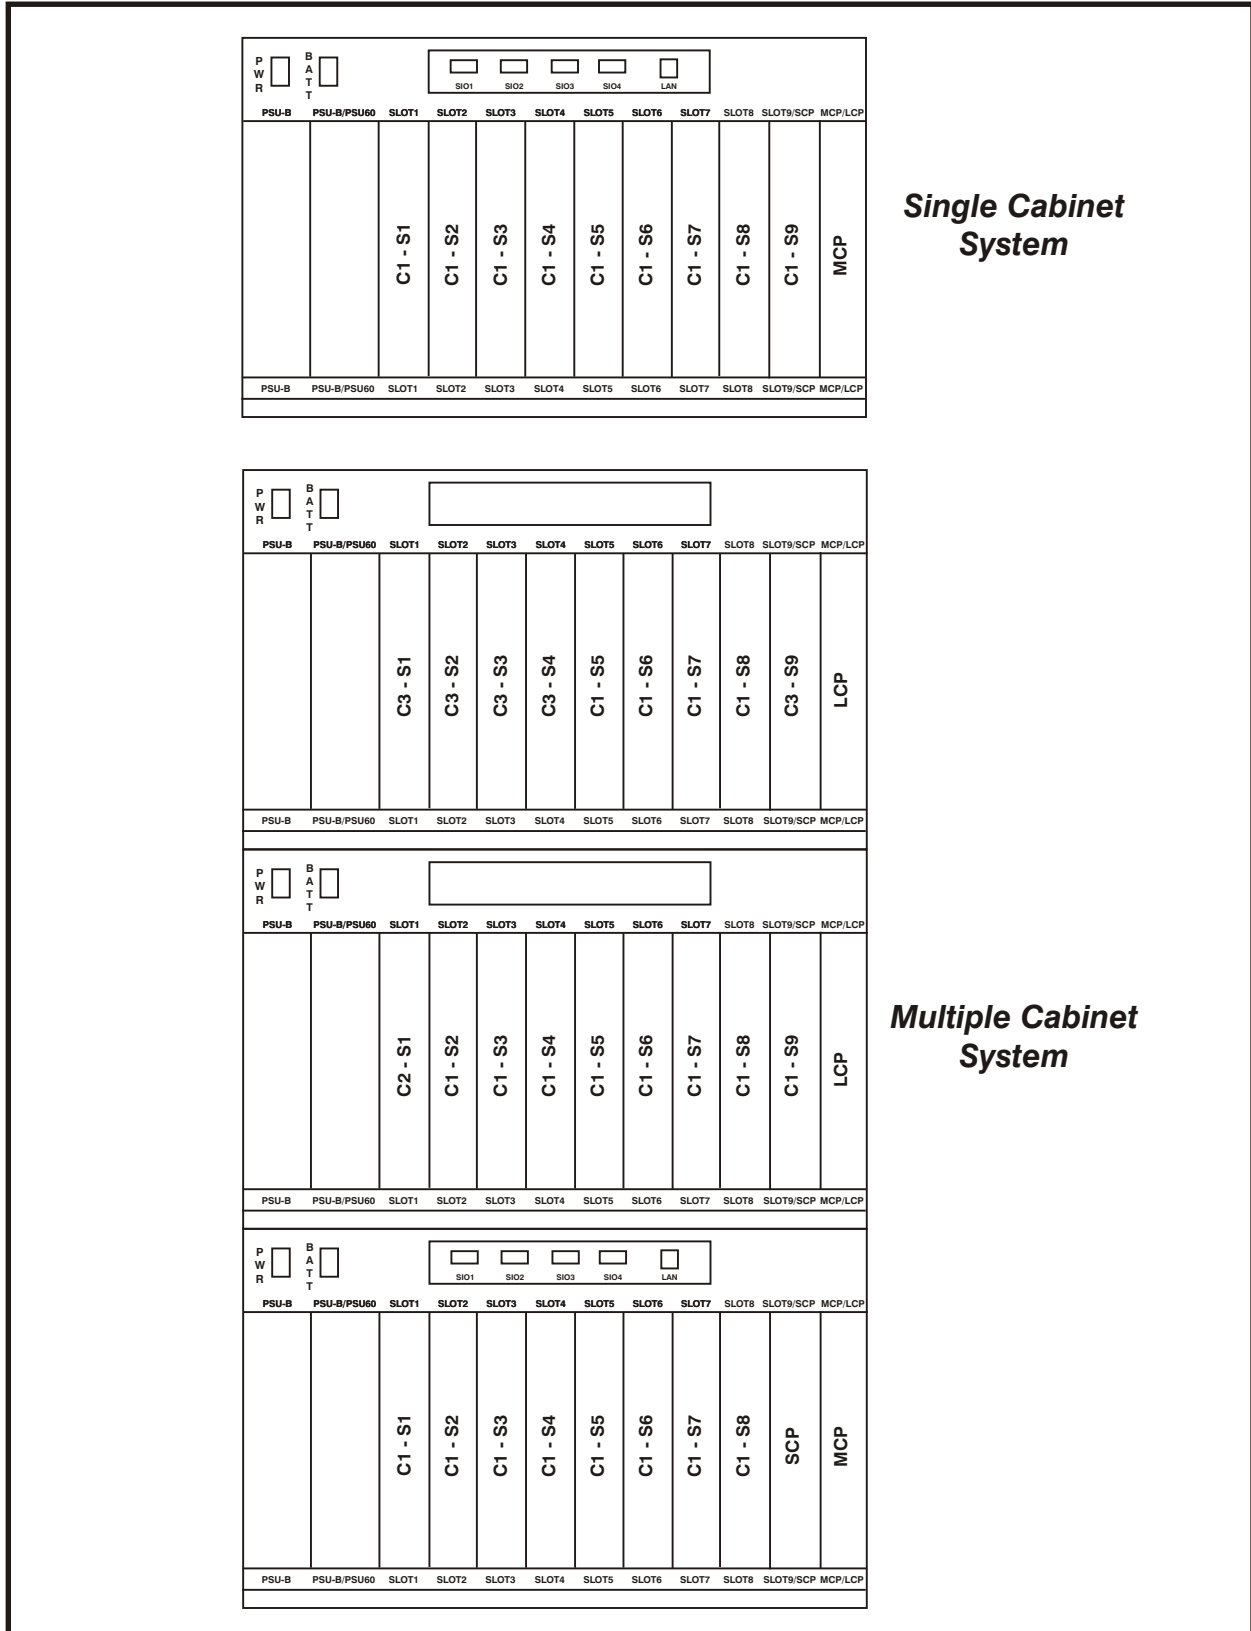 P B
W A
R T
T
SIO1 SIO2 SIO3 SIO4 LAN
PSU-B PSU-B/PSU60 SLOT1 SLOT2 SLOT3 SLOT4 SLOT5 SLOT6 SLOT7 SLOT8 SLOT9/SCP MCP/LCP
C1 - S1 C1 - S2 C1 - S3 C1 - S4 C1 - S5 C1 - S6 C1 - S7 C1 - S8 C1 - S9 MCP
PSU-B PSU-B/PSU60 SLOT1 SLOT2 SLOT3 SLOT4 SLOT5 SLOT6 SLOT7 SLOT8 SLOT9/SCP MCP/LCP
Single Cabinet
System
P B
W A
R T
T
PSU-B PSU-B/PSU60 SLOT1 SLOT2 SLOT3 SLOT4 SLOT5 SLOT6 SLOT7 SLOT8 SLOT9/SCP MCP/LCP
C3 - S1 C3 - S2 C3 - S3 C3 - S4 C1 - S5 C1 - S6 C1 - S7 C1 - S8 C3 - S9 LCP
PSU-B PSU-B/PSU60 SLOT1 SLOT2 SLOT3 SLOT4 SLOT5 SLOT6 SLOT7 SLOT8 SLOT9/SCP MCP/LCP
P B
W A
R T
T
PSU-B PSU-B/PSU60 SLOT1 SLOT2 SLOT3 SLOT4 SLOT5 SLOT6 SLOT7 SLOT8 SLOT9/SCP MCP/LCP
C2 - S1 C1 - S2 C1 - S3 C1 - S4 C1 - S5 C1 - S6 C1 - S7 C1 - S8 C1 - S9 LCP
PSU-B PSU-B/PSU60 SLOT1 SLOT2 SLOT3 SLOT4 SLOT5 SLOT6 SLOT7 SLOT8 SLOT9/SCP MCP/LCP
Multiple Cabinet
System
P B
W A
R T
T
SIO1 SIO2 SIO3 SIO4 LAN
PSU-B PSU-B/PSU60 SLOT1 SLOT2 SLOT3 SLOT4 SLOT5 SLOT6 SLOT7 SLOT8 SLOT9/SCP MCP/LCP
C1 - S1 C1 - S2 C1 - S3 C1 - S4 C1 - S5 C1 - S6 C1 - S7 C1 - S8 SCP MCP
PSU-B PSU-B/PSU60 SLOT1 SLOT2 SLOT3 SLOT4 SLOT5 SLOT6 SLOT7 SLOT8 SLOT9/SCP MCP/LCP